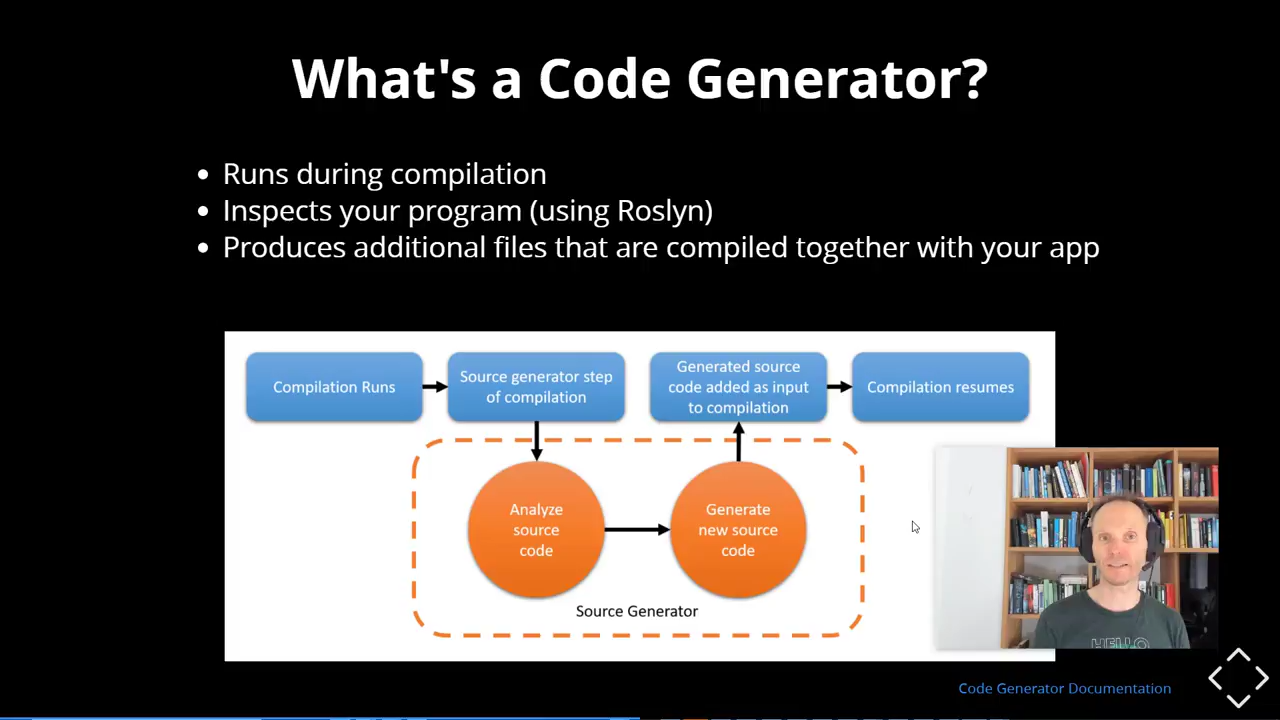 What's a Code Generator?
• Runs during compilation
• Inspects your program (using Roslyn)
• Produces additional files that are compiled together with your app
Compilation Runs
Source generator step
of compilation
Generated source
code added as input
to compilation
Compilation resumes
Analyze
source
code
Generate
new source
code
Source Generator
HELLO
Code Generator Documentation